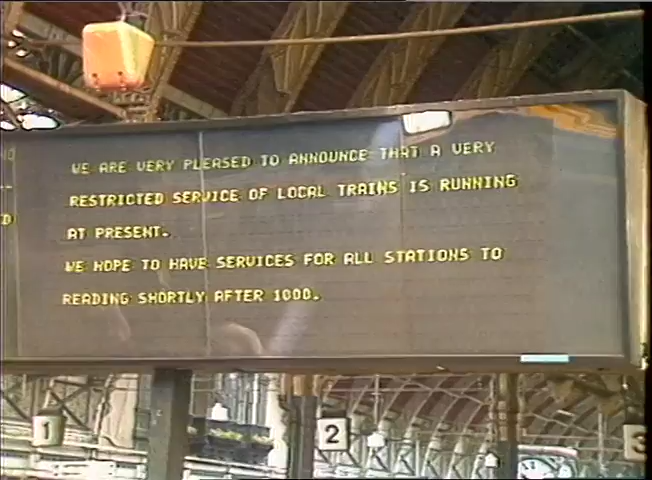 WE ARE VERY PLEASED TO ANNOUNCE THAT A VERY
RESTRICTED SERVICE OF LOCAL TRAINS IS RUNNING
AT PRESENT.
WE HOPE TO HAVE SERVICES FOR ALL STATIONS TO
READING SHORTLY AFTER 1000.
1
2
3